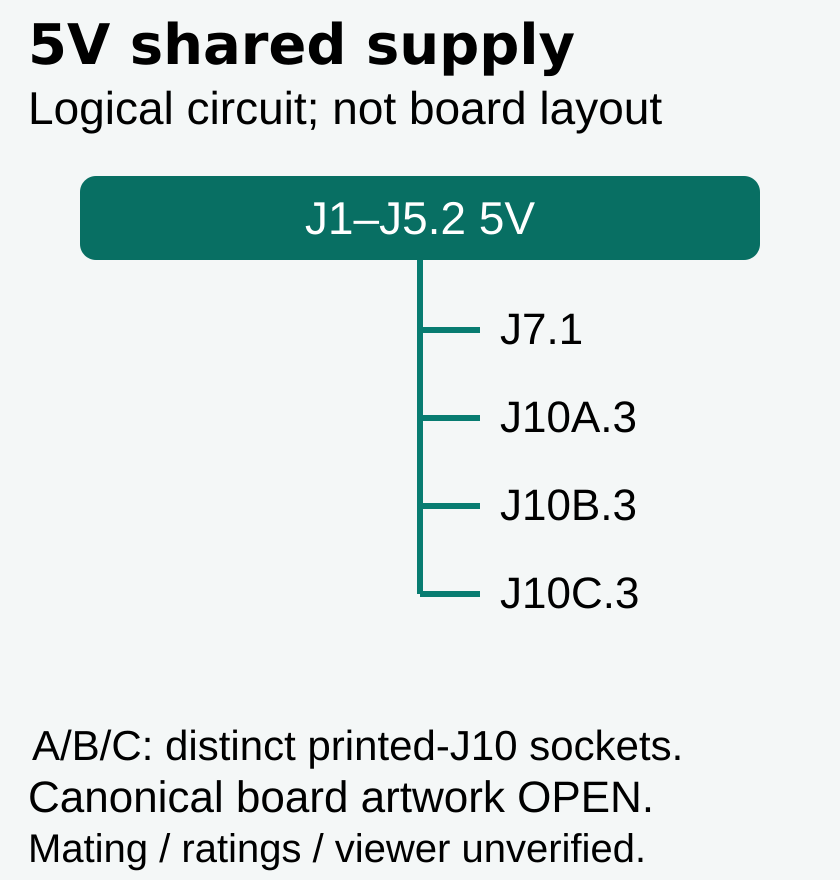 5V shared supply
Logical circuit; not board layout
J1–J5.2 5V
J7.1
J10A.3
J10B.3
J10C.3
A/B/C: distinct printed-J10 sockets.
Canonical board artwork OPEN.
Mating / ratings / viewer unverified.